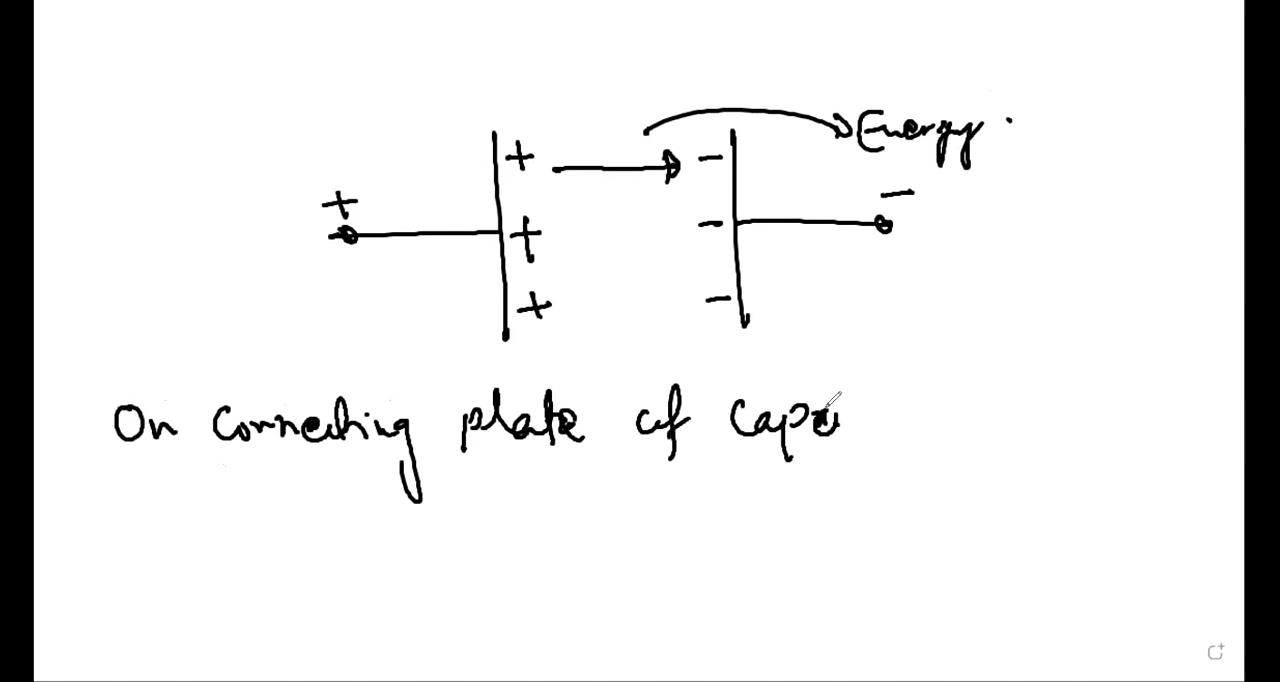 Energy
+ + −
+ −
+ −
+ −
On connecting plate of Capa